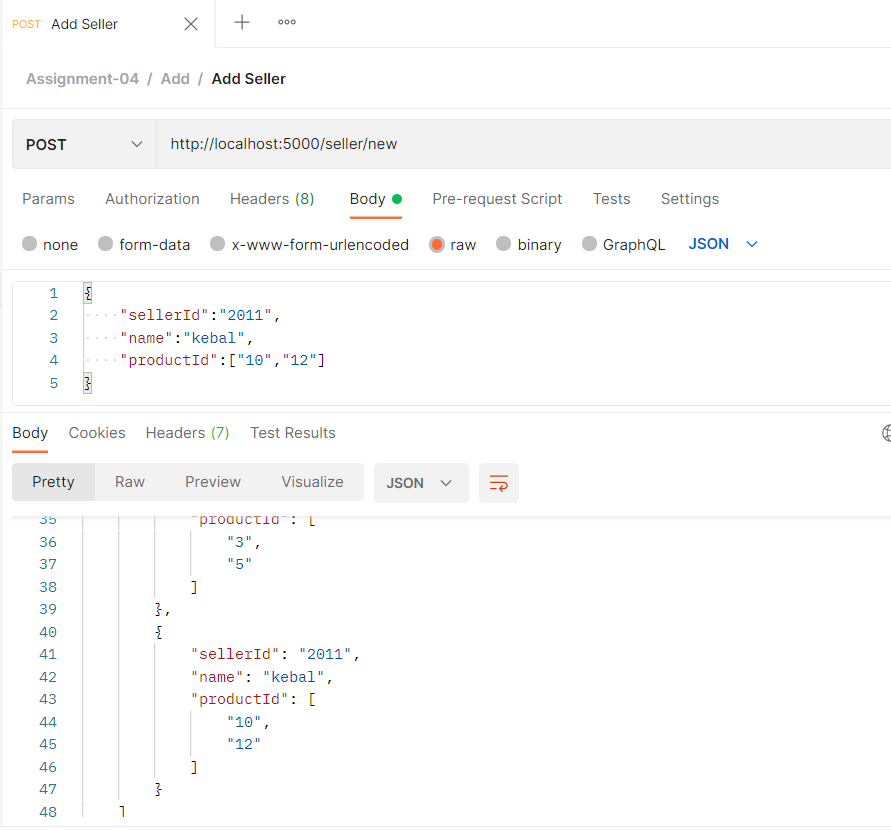 POST Add Seller
Assignment-04 / Add / Add Seller
POST http://localhost:5000/seller/new
Params Authorization Headers (8) Body Pre-request Script Tests Settings
none form-data x-www-form-urlencoded raw binary GraphQL JSON
1 {
2 "sellerId":"2011",
3 "name":"kebal",
4 "productId":["10","12"]
5 }
Body Cookies Headers (7) Test Results
Pretty Raw Preview Visualize JSON
35 "productId": [
36 "3",
37 "5"
38 ]
39 },
40 {
41 "sellerId": "2011",
42 "name": "kebal",
43 "productId": [
44 "10",
45 "12"
46 ]
47 }
48 ]